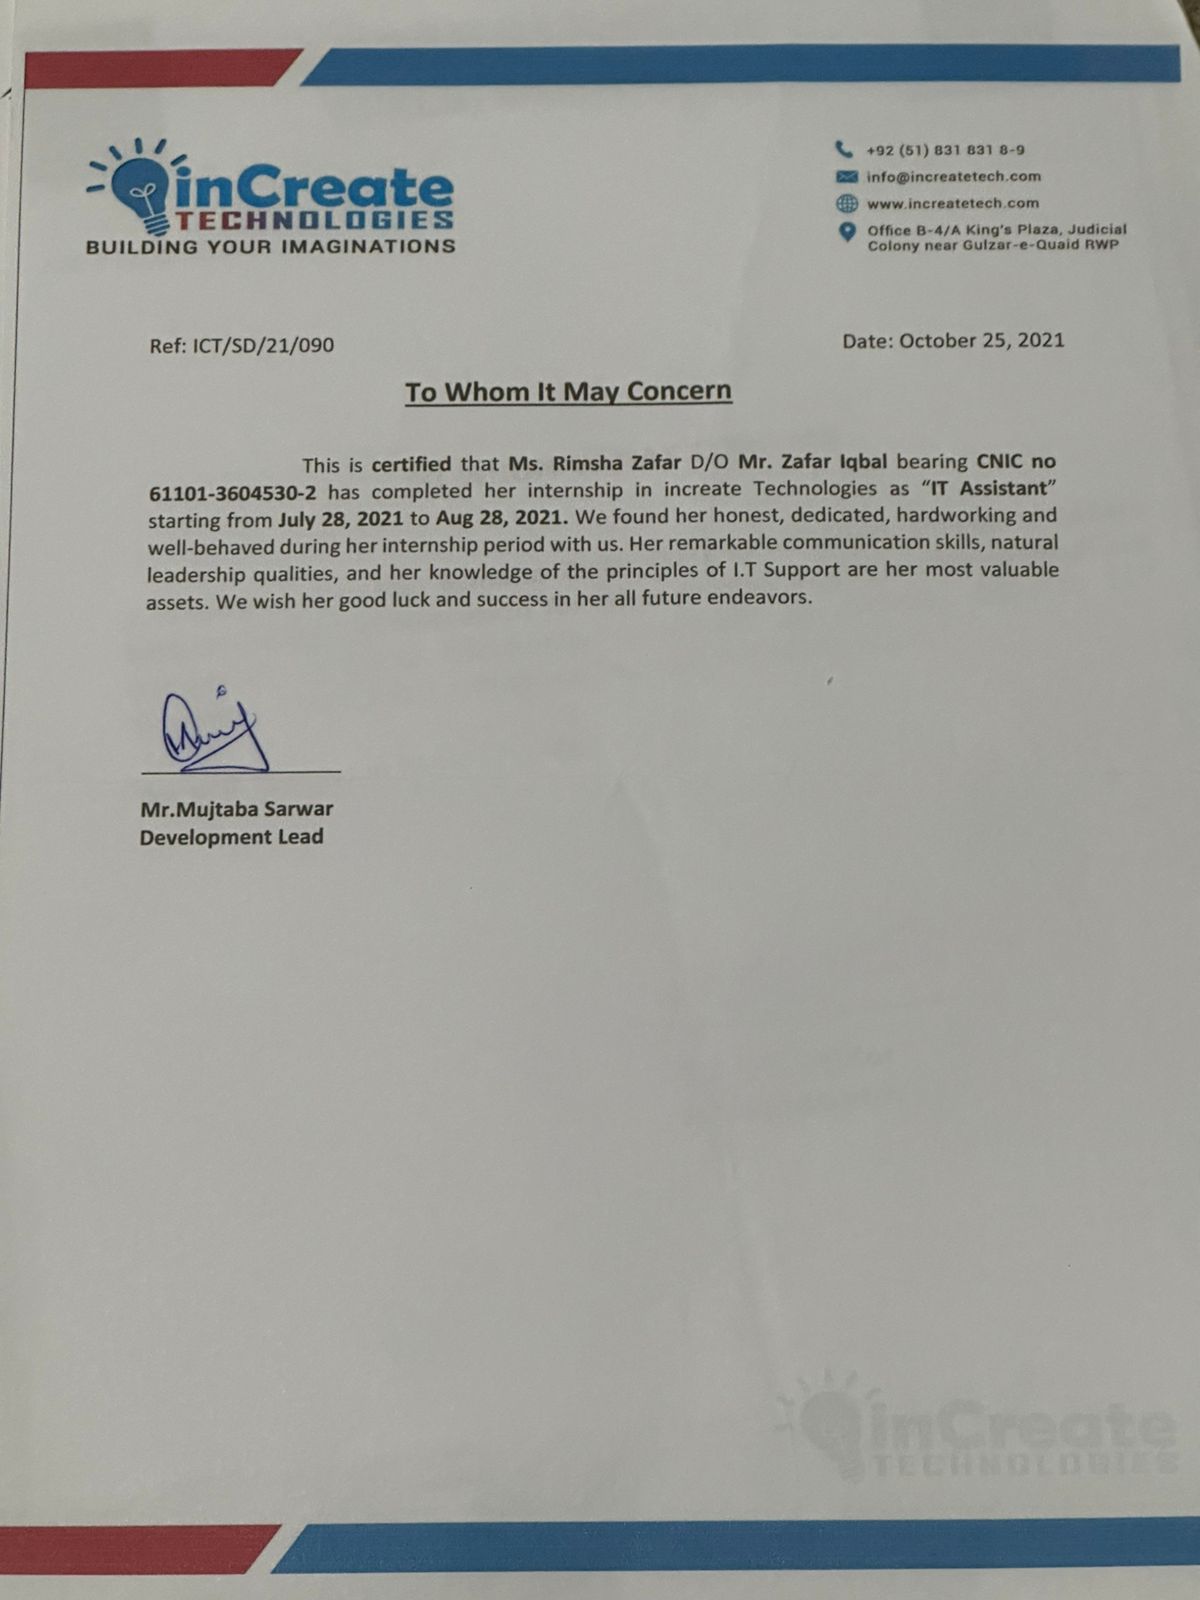 inCreate
TECHNOLOGIES
BUILDING YOUR IMAGINATIONS
+92 (51) 831 831 8-9
info@increatetech.com
www.increatetech.com
Office B-4/A King's Plaza, Judicial
Colony near Gulzar-e-Quaid RWP
Ref: ICT/SD/21/090
Date: October 25, 2021
To Whom It May Concern
This is certified that Ms. Rimsha Zafar D/O Mr. Zafar Iqbal bearing CNIC no
61101-3604530-2 has completed her internship in increate Technologies as “IT Assistant”
starting from July 28, 2021 to Aug 28, 2021. We found her honest, dedicated, hardworking and
well-behaved during her internship period with us. Her remarkable communication skills, natural
leadership qualities, and her knowledge of the principles of I.T Support are her most valuable
assets. We wish her good luck and success in her all future endeavors.
Mr.Mujtaba Sarwar
Development Lead
inCreate
TECHNOLOGIES